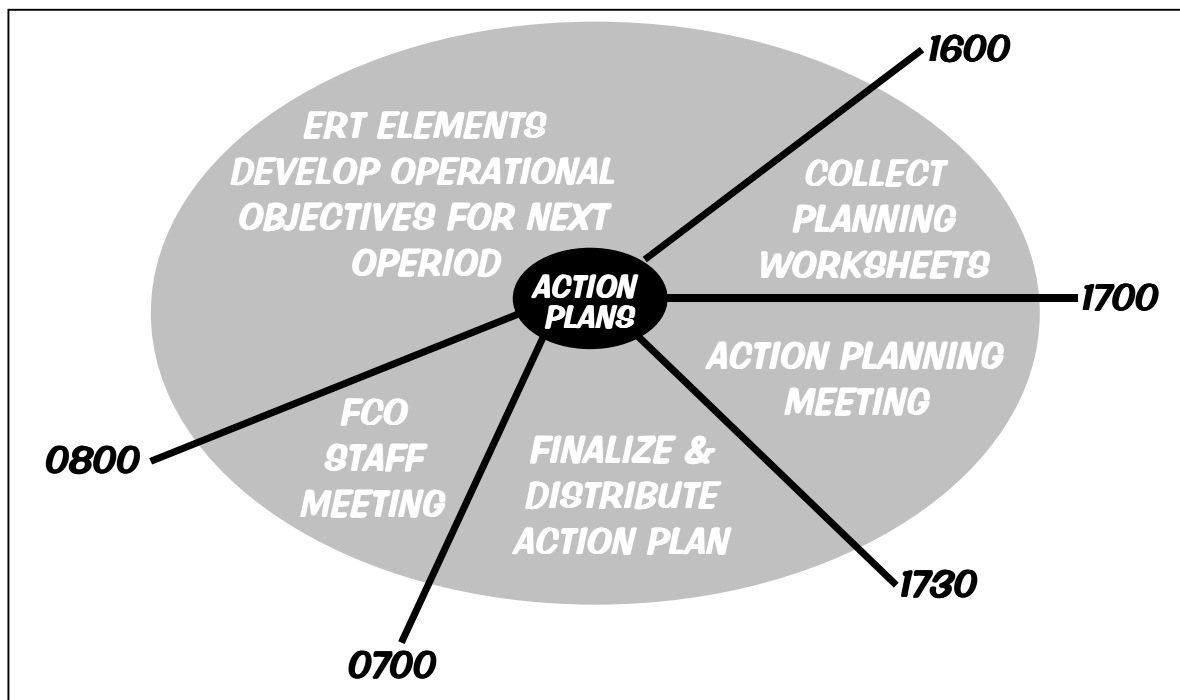 1600
ERT ELEMENTS
DEVELOP OPERATIONAL
OBJECTIVES FOR NEXT
OPERIOD
COLLECT
PLANNING
WORKSHEETS
ACTION
PLANS
1700
ACTION PLANNING
MEETING
FCO
STAFF
MEETING
0800
FINALIZE &
DISTRIBUTE
ACTION PLAN
1730
0700